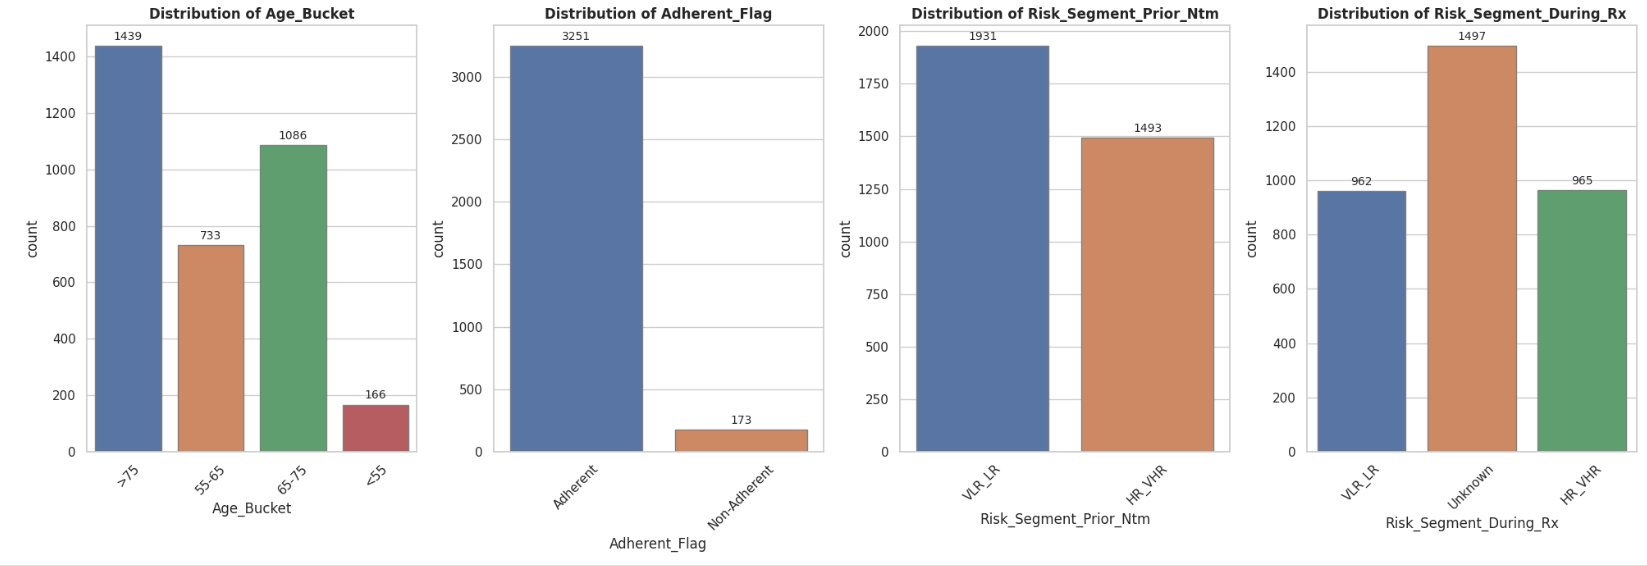 Distribution of Age_Bucket
1439
1086
733
166
1400
1200
1000
800
600
400
200
0
count
>75
55-65
65-75
<55
Age_Bucket
Distribution of Adherent_Flag
3251
173
3000
2500
2000
1500
1000
500
0
count
Adherent
Non-Adherent
Adherent_Flag
Distribution of Risk_Segment_Prior_Ntm
1931
1493
2000
1750
1500
1250
1000
750
500
250
0
count
VLR_LR
HR_VHR
Risk_Segment_Prior_Ntm
Distribution of Risk_Segment_During_Rx
1497
962
965
1400
1200
1000
800
600
400
200
0
count
VLR_LR
Unknown
HR_VHR
Risk_Segment_During_Rx